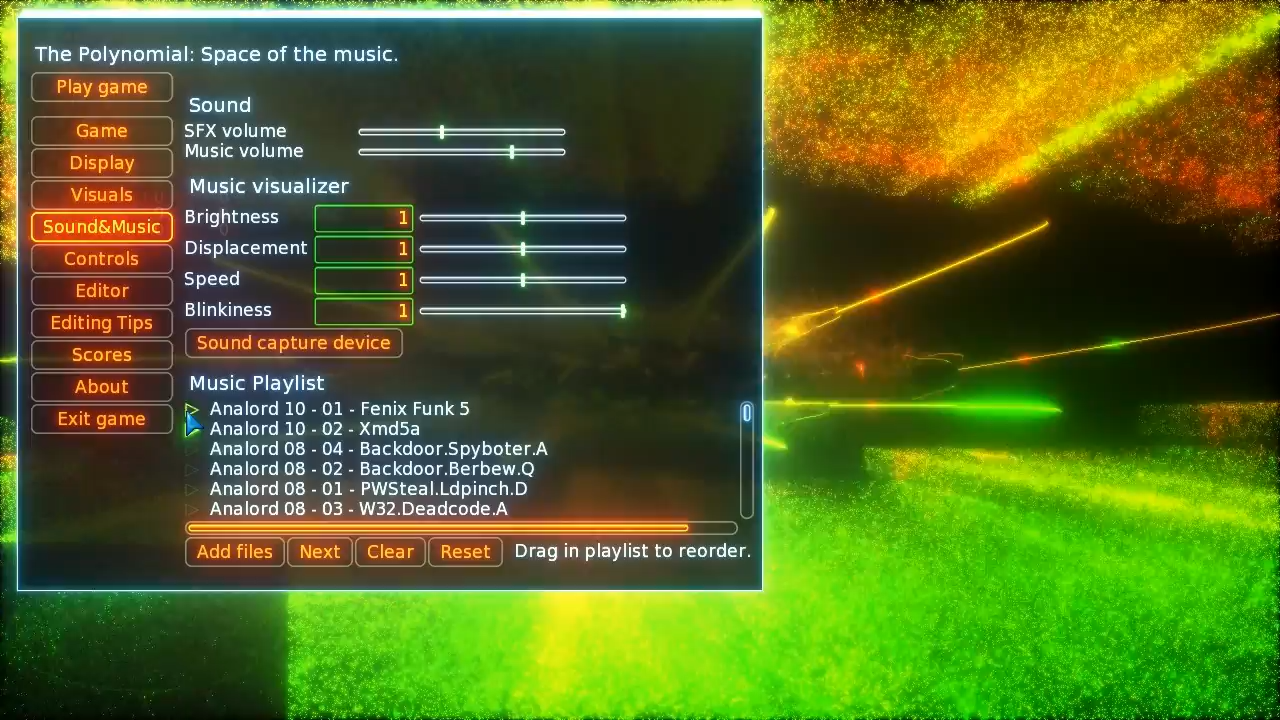 The Polynomial: Space of the music.
Play game
Game
Display
Visuals
Sound&Music
Controls
Editor
Editing Tips
Scores
About
Exit game
Sound
SFX volume
Music volume
Music visualizer
Brightness 1
Displacement 1
Speed 1
Blinkiness 1
Sound capture device
Music Playlist
Analord 10 - 01 - Fenix Funk 5
Analord 10 - 02 - Xmd5a
Analord 08 - 04 - Backdoor.Spyboter.A
Analord 08 - 02 - Backdoor.Berbew.Q
Analord 08 - 01 - PWSteal.Ldpinch.D
Analord 08 - 03 - W32.Deadcode.A
Add files Next Clear Reset Drag in playlist to reorder.